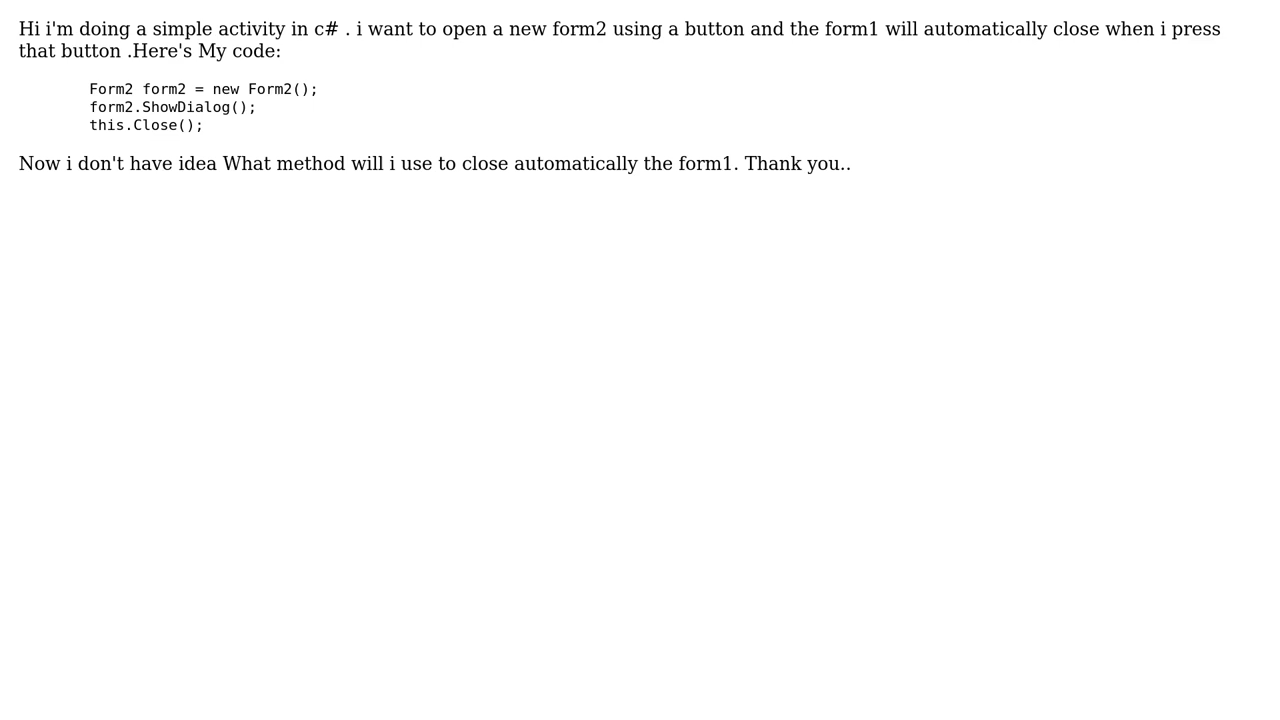 Hi i'm doing a simple activity in c# . i want to open a new form2 using a button and the form1 will automatically close when i press
that button .Here's My code:
Form2 form2 = new Form2();
form2.ShowDialog();
this.Close();
Now i don't have idea What method will i use to close automatically the form1. Thank you..